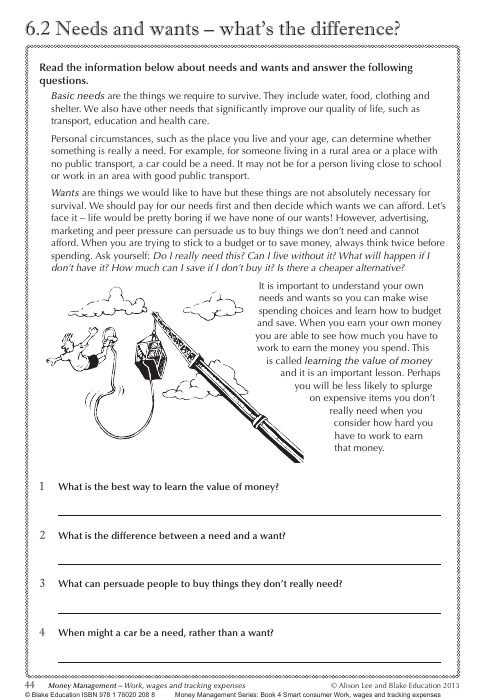 6.2 Needs and wants – what's the difference?
Read the information below about needs and wants and answer the following
questions.
Basic needs are the things we require to survive. They include water, food, clothing and
shelter. We also have other needs that significantly improve our quality of life, such as
transport, education and health care.
Personal circumstances, such as the place you live and your age, can determine whether
something is really a need. For example, for someone living in a rural area or a place with
no public transport, a car could be a need. It may not be for a person living close to school
or work in an area with good public transport.
Wants are things we would like to have but these things are not absolutely necessary for
survival. We should pay for our needs first and then decide which wants we can afford. Let's
face it – life would be pretty boring if we have none of our wants! However, advertising,
marketing and peer pressure can persuade us to buy things we don't need and cannot
afford. When you are trying to stick to a budget or to save money, always think twice before
spending. Ask yourself: Do I really need this? Can I live without it? What will happen if I
don't have it? How much can I save if I don't buy it? Is there a cheaper alternative?
It is important to understand your own
needs and wants so you can make wise
spending choices and learn how to budget
and save. When you earn your own money
you are able to see how much you have to
work to earn the money you spend. This
is called learning the value of money
and it is an important lesson. Perhaps
you will be less likely to splurge
on expensive items you don't
really need when you
consider how hard you
have to work to earn
that money.
1 What is the best way to learn the value of money?
2 What is the difference between a need and a want?
3 What can persuade people to buy things they don't really need?
4 When might a car be a need, rather than a want?
44 Money Management – Work, wages and tracking expenses © Alison Lee and Blake Education 2013
© Blake Education ISBN 978 1 76020 208 8 Money Management Series: Book 4 Smart consumer Work, wages and tracking expenses